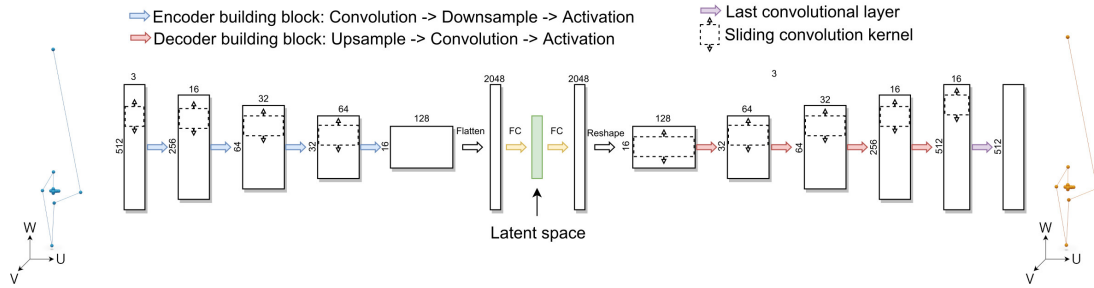 Encoder building block: Convolution -> Downsample -> Activation
Decoder building block: Upsample -> Convolution -> Activation
Last convolutional layer
Sliding convolution kernel
3
512
16
256
32
64
64
32
128
16
Flatten
2048
FC
Latent space
FC
2048
Reshape
128
16
64
32
3
32
64
16
256
16
512
512
W
U
V
W
U
V